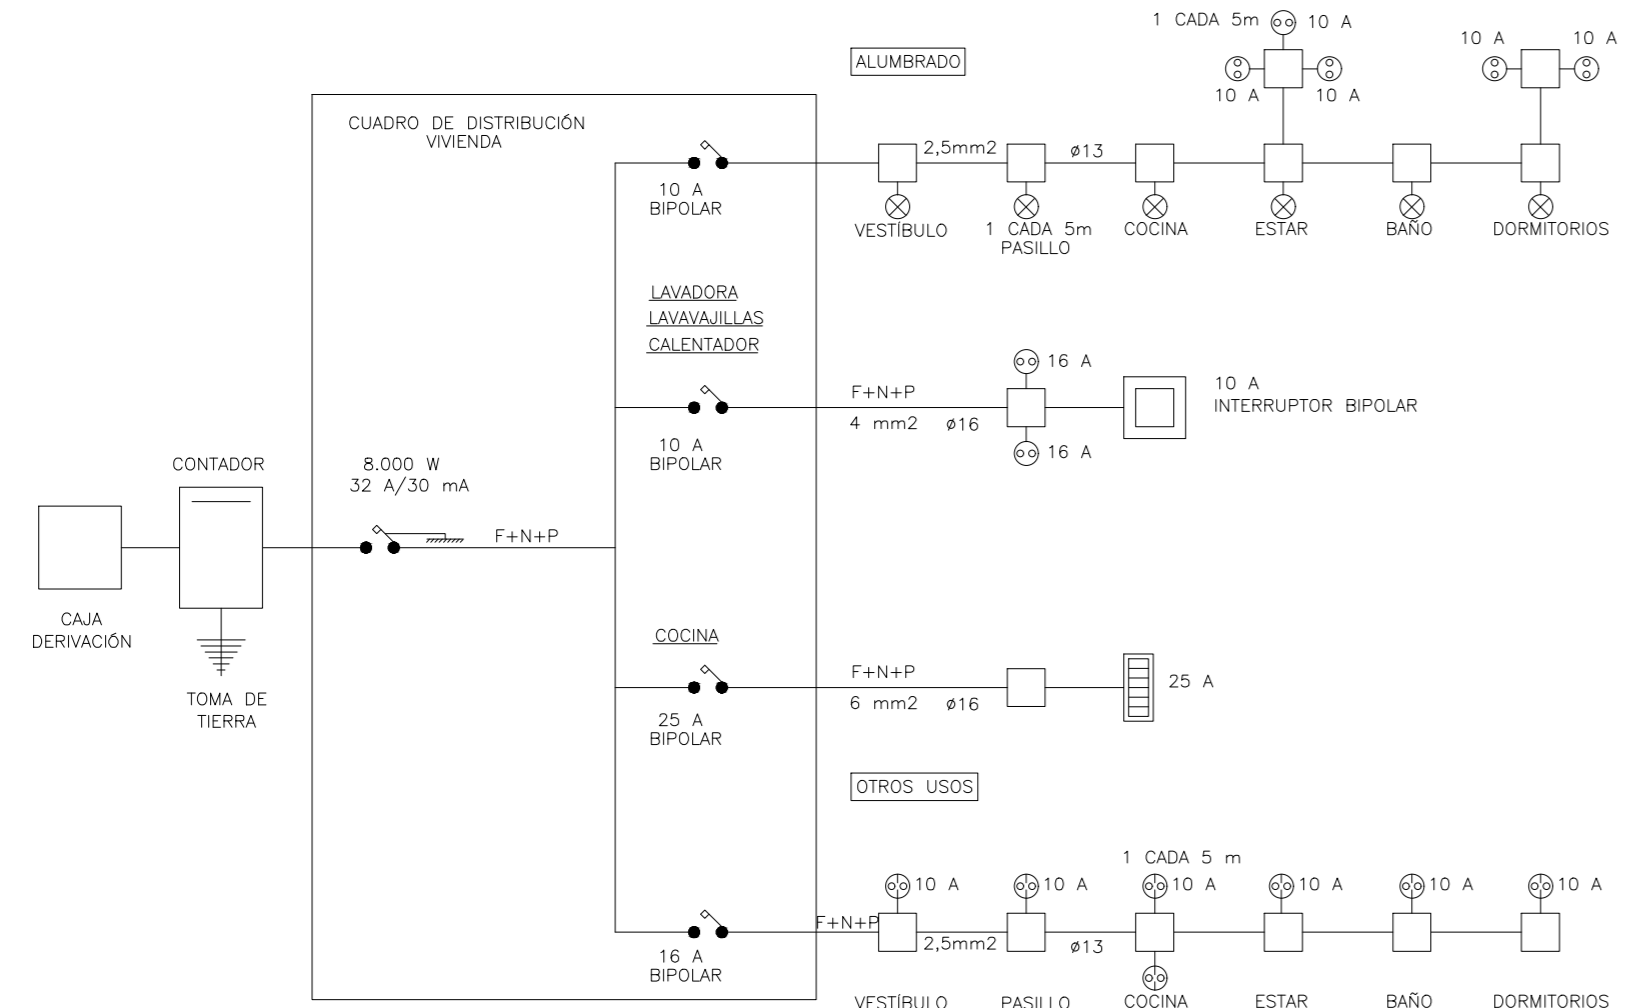 1 CADA 5m
10 A
10 A
10 A
ALUMBRADO
10 A
10 A
CUADRO DE DISTRIBUCIÓN
VIVIENDA
2,5mm2
ø13
10 A
BIPOLAR
VESTÍBULO
1 CADA 5m
PASILLO
COCINA
ESTAR
BAÑO
DORMITORIOS
LAVADORA
LAVAVAJILLAS
CALENTADOR
16 A
F+N+P
4 mm2
ø16
10 A
INTERRUPTOR BIPOLAR
10 A
BIPOLAR
16 A
CONTADOR
8.000 W
32 A/30 mA
F+N+P
CAJA
DERIVACIÓN
TOMA DE
TIERRA
COCINA
F+N+P
6 mm2
ø16
25 A
25 A
BIPOLAR
OTROS USOS
1 CADA 5 m
10 A
10 A
10 A
10 A
10 A
10 A
F+N+P
2,5mm2
ø13
16 A
BIPOLAR
VESTÍBULO
PASILLO
COCINA
ESTAR
BAÑO
DORMITORIOS